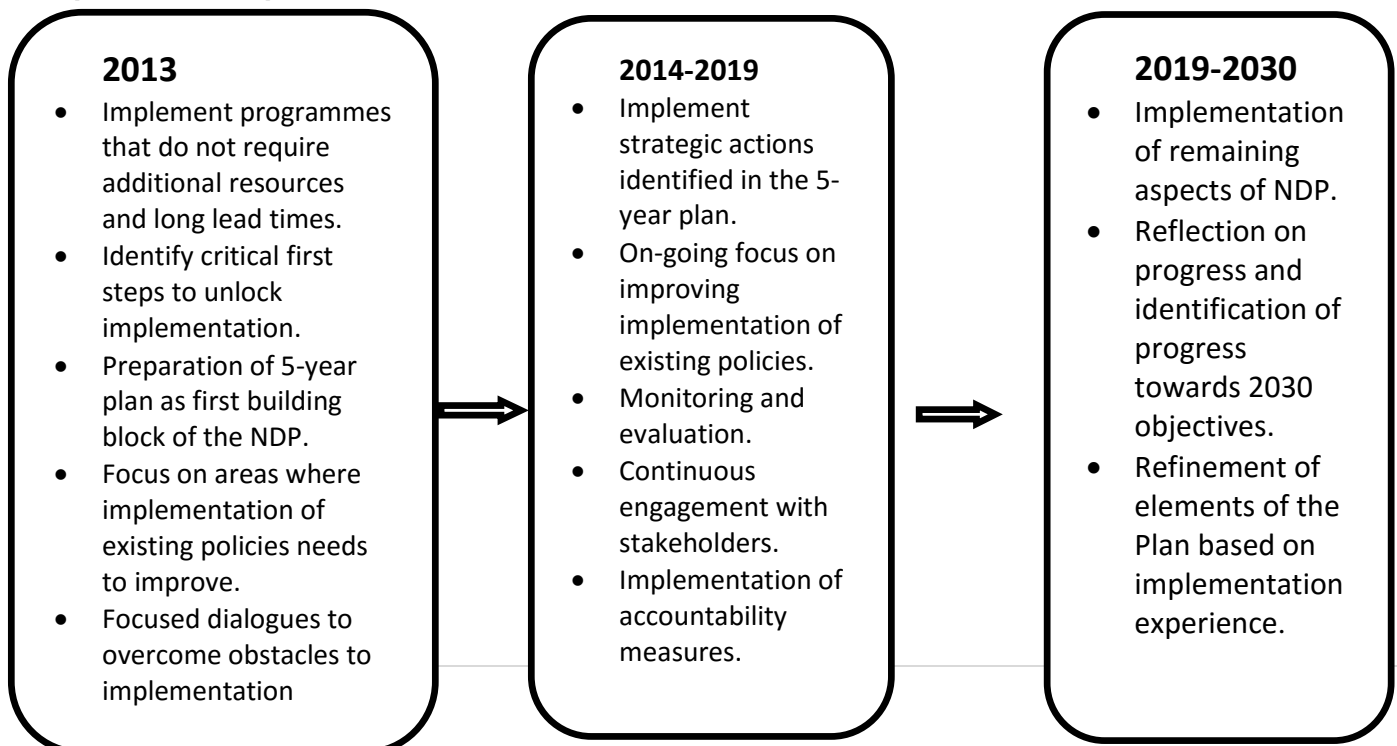 2013
• Implement programmes
that do not require
additional resources
and long lead times.
• Identify critical first
steps to unlock
implementation.
• Preparation of 5-year
plan as first building
block of the NDP.
• Focus on areas where
implementation of
existing policies needs
to improve.
• Focused dialogues to
overcome obstacles to
implementation
2014-2019
• Implement
strategic actions
identified in the 5-
year plan.
• On-going focus on
improving
implementation of
existing policies.
• Monitoring and
evaluation.
• Continuous
engagement with
stakeholders.
• Implementation of
accountability
measures.
2019-2030
• Implementation
of remaining
aspects of NDP.
• Reflection on
progress and
identification of
progress
towards 2030
objectives.
• Refinement of
elements of the
Plan based on
implementation
experience.